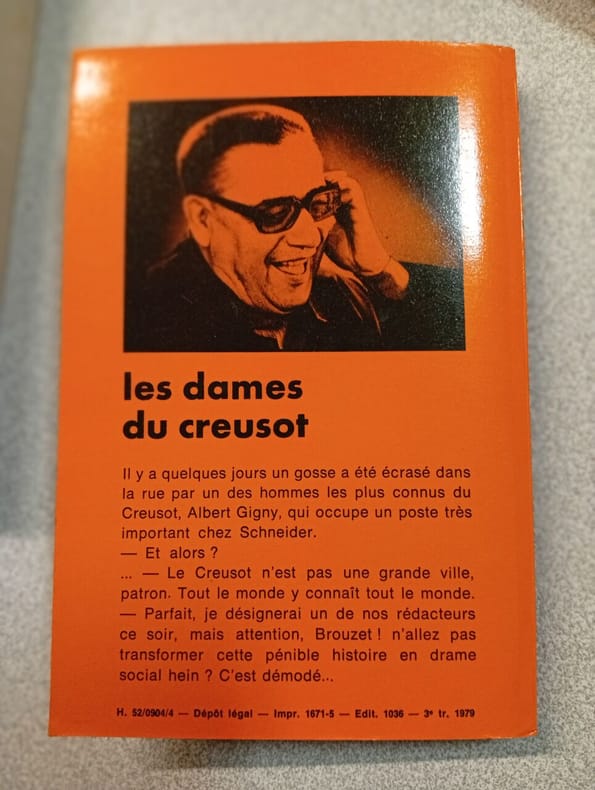 les dames
du creusot
Il y a quelques jours un gosse a été écrasé dans
la rue par un des hommes les plus connus du
Creusot, Albert Gigny, qui occupe un poste très
important chez Schneider.
— Et alors ?
... — Le Creusot n'est pas une grande ville,
patron. Tout le monde y connaît tout le monde.
— Parfait, je désignerai un de nos rédacteurs
ce soir, mais attention, Brouzet ! n'allez pas
transformer cette pénible histoire en drame
social hein ? C'est démodé...
H. 52/0904/4 — Dépôt légal — Impr. 1671-5 — Edit. 1036 — 3e tr. 1979